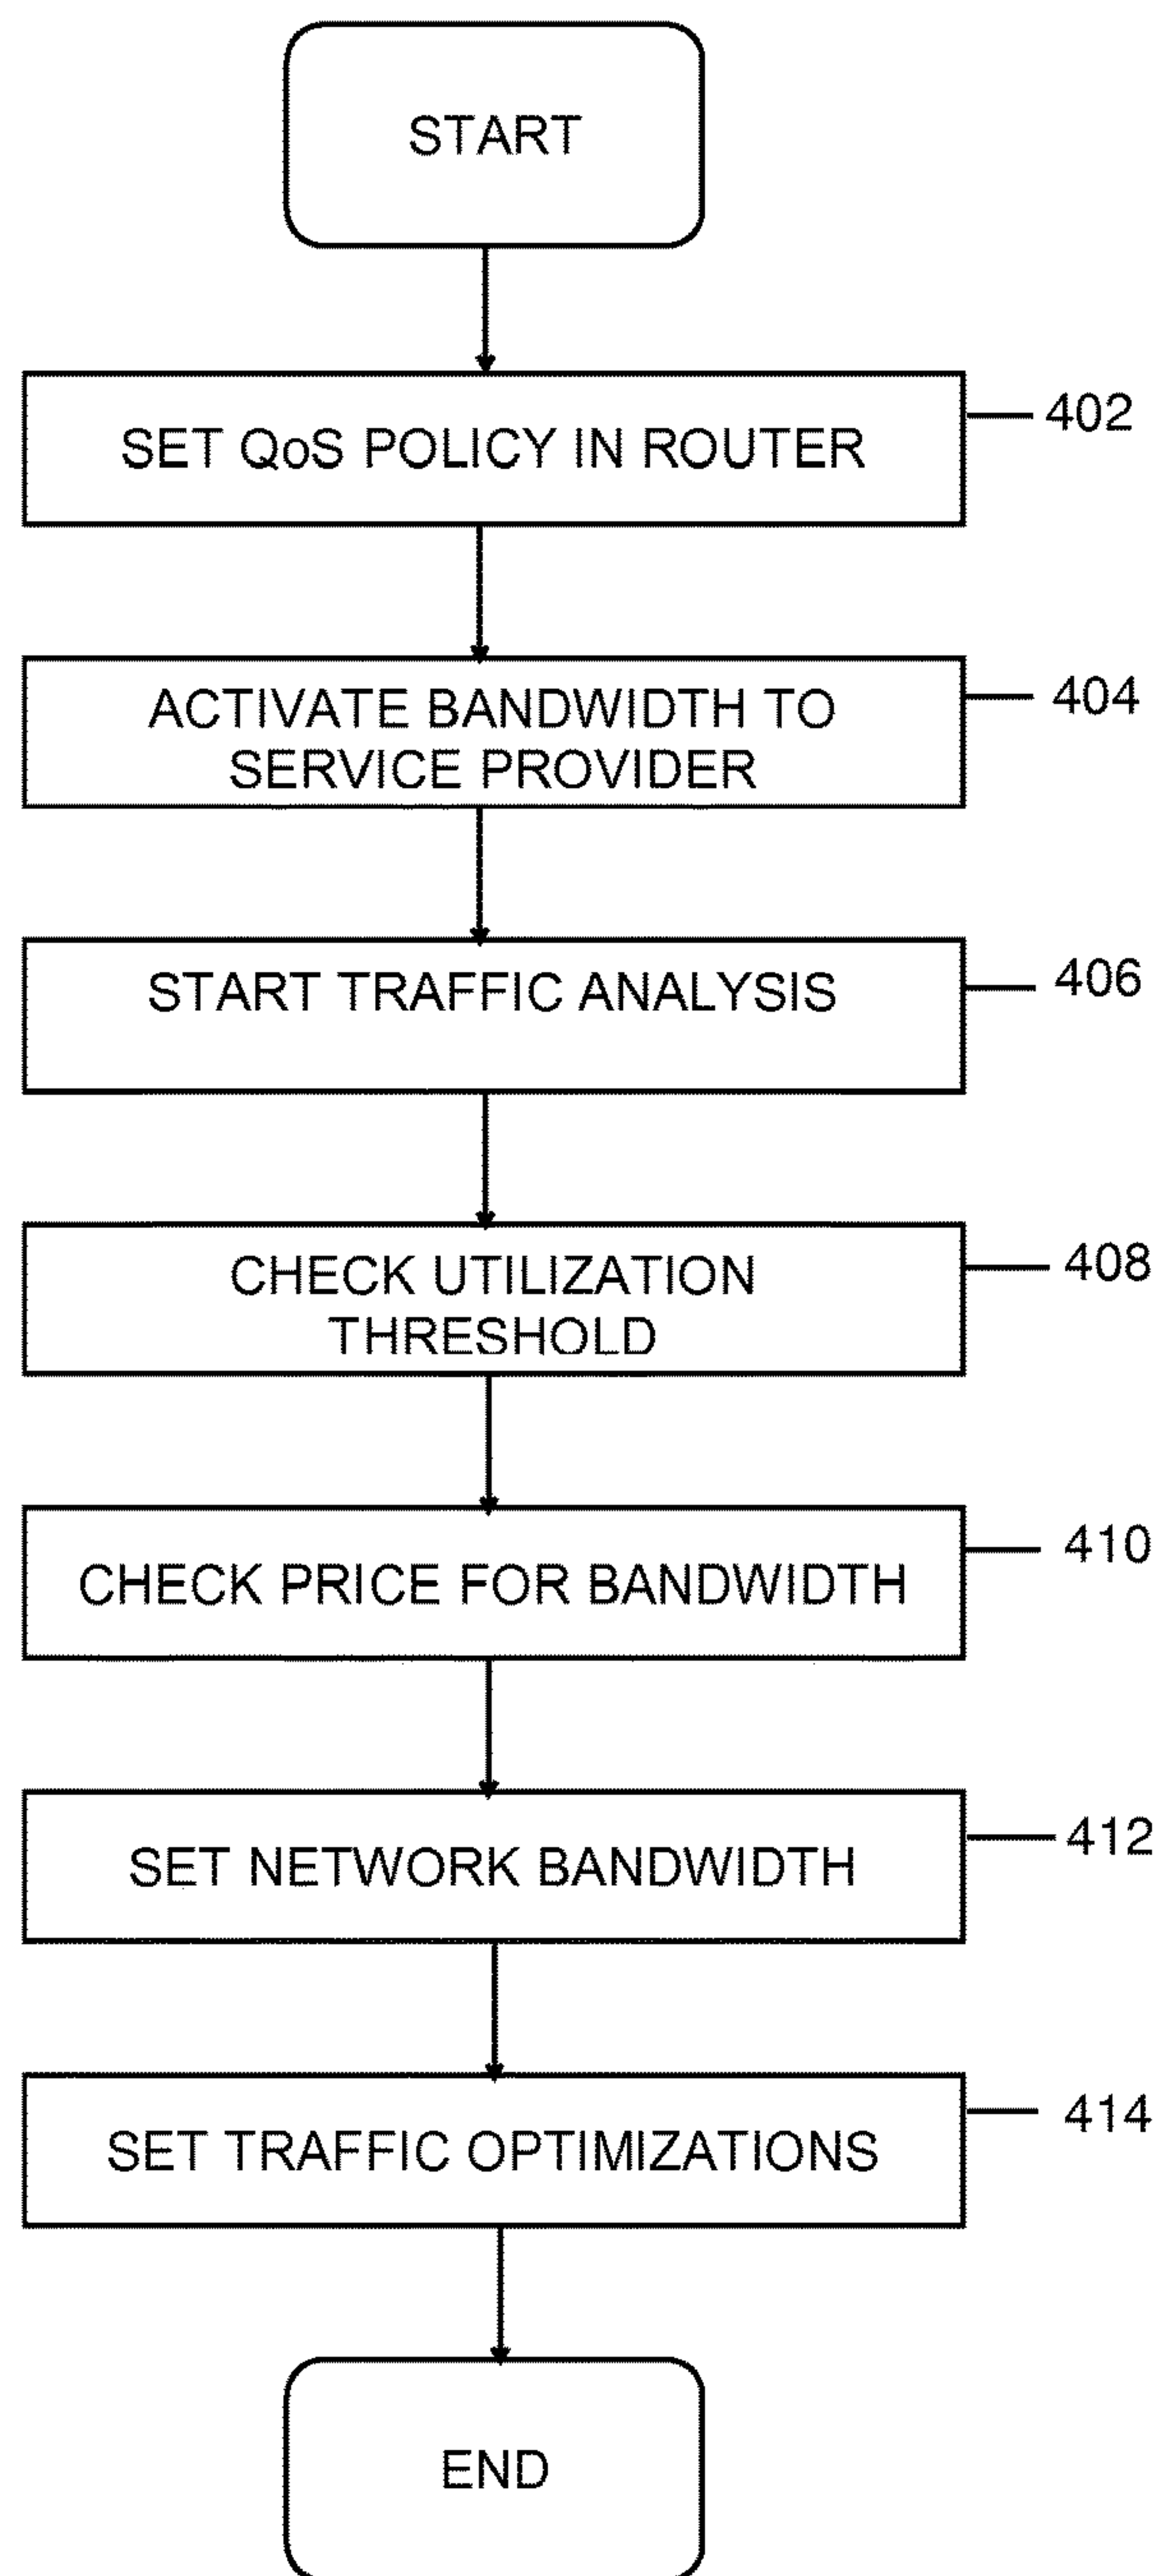 START
SET QoS POLICY IN ROUTER
402
ACTIVATE BANDWIDTH TO
SERVICE PROVIDER
404
START TRAFFIC ANALYSIS
406
CHECK UTILIZATION
THRESHOLD
408
CHECK PRICE FOR BANDWIDTH
410
SET NETWORK BANDWIDTH
412
SET TRAFFIC OPTIMIZATIONS
414
END